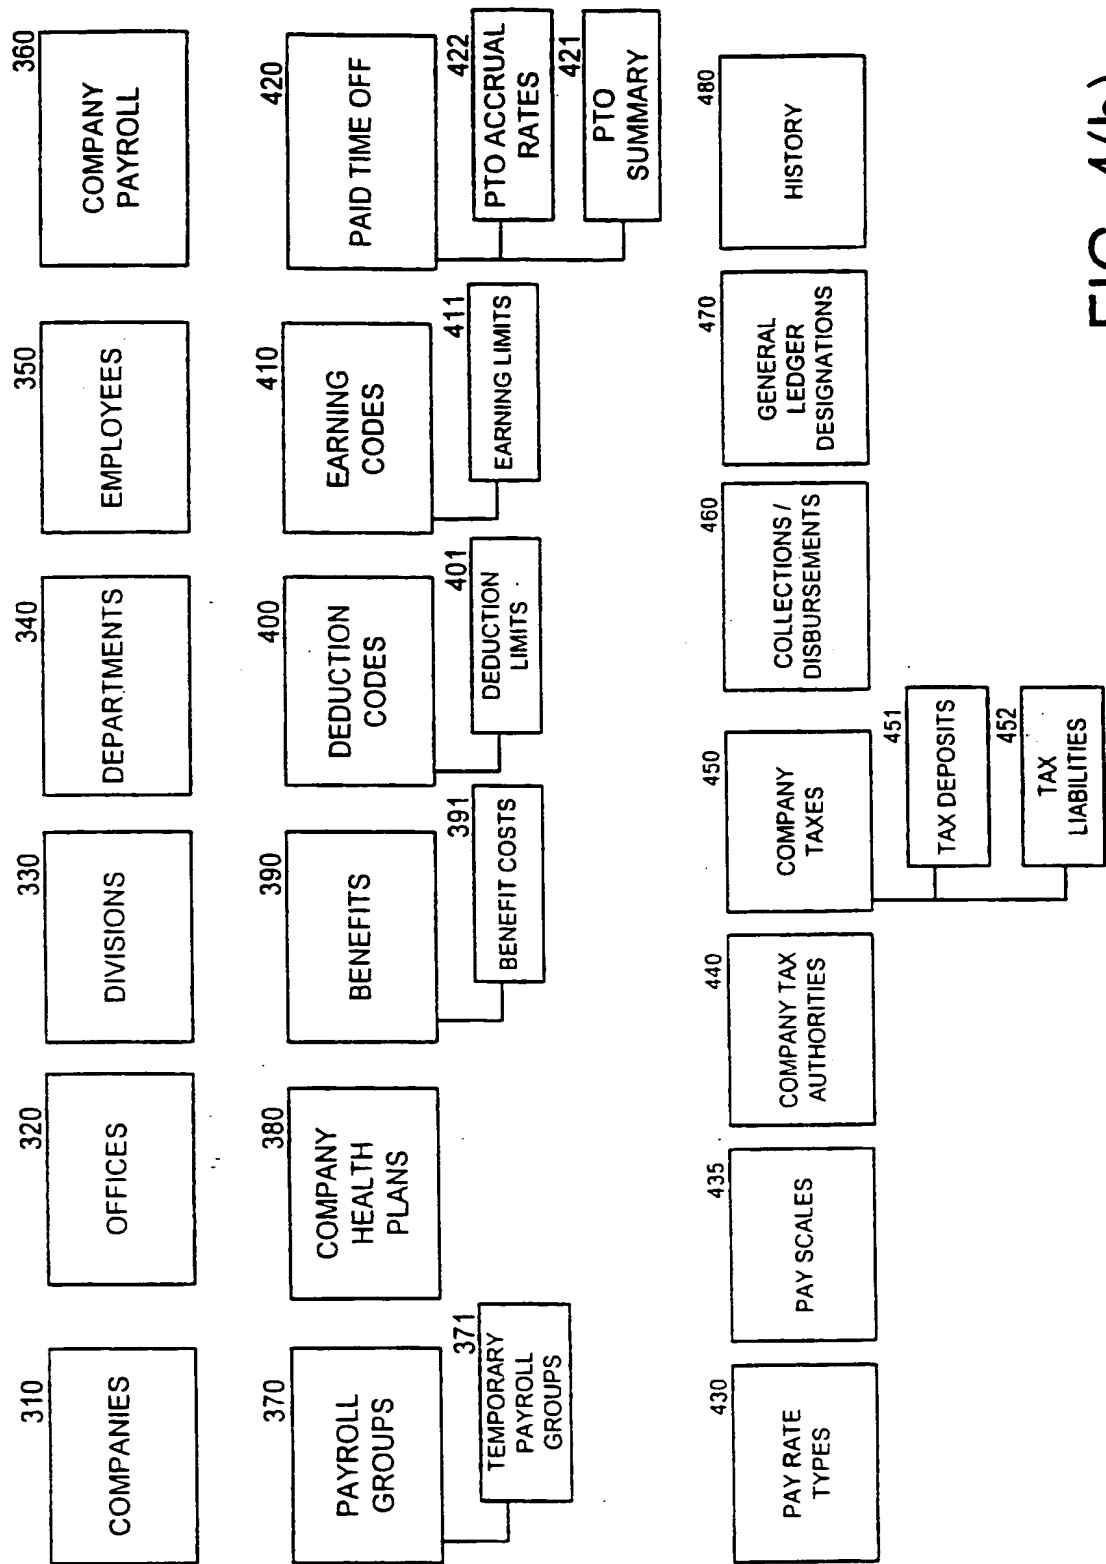 310
COMPANIES
320
OFFICES
330
DIVISIONS
340
DEPARTMENTS
350
EMPLOYEES
360
COMPANY
PAYROLL
370
PAYROLL
GROUPS
371
TEMPORARY
PAYROLL
GROUPS
380
COMPANY
HEALTH
PLANS
390
BENEFITS
391
BENEFIT COSTS
400
DEDUCTION
CODES
401
DEDUCTION
LIMITS
410
EARNING
CODES
411
EARNING LIMITS
420
PAID TIME OFF
422
PTO ACCRUAL
RATES
421
PTO
SUMMARY
430
PAY RATE
TYPES
435
PAY SCALES
440
COMPANY TAX
AUTHORITIES
450
COMPANY
TAXES
451
TAX DEPOSITS
452
TAX
LIABILITIES
460
COLLECTIONS /
DISBURSEMENTS
470
GENERAL
LEDGER
DESIGNATIONS
480
HISTORY
FIG. 4(b)